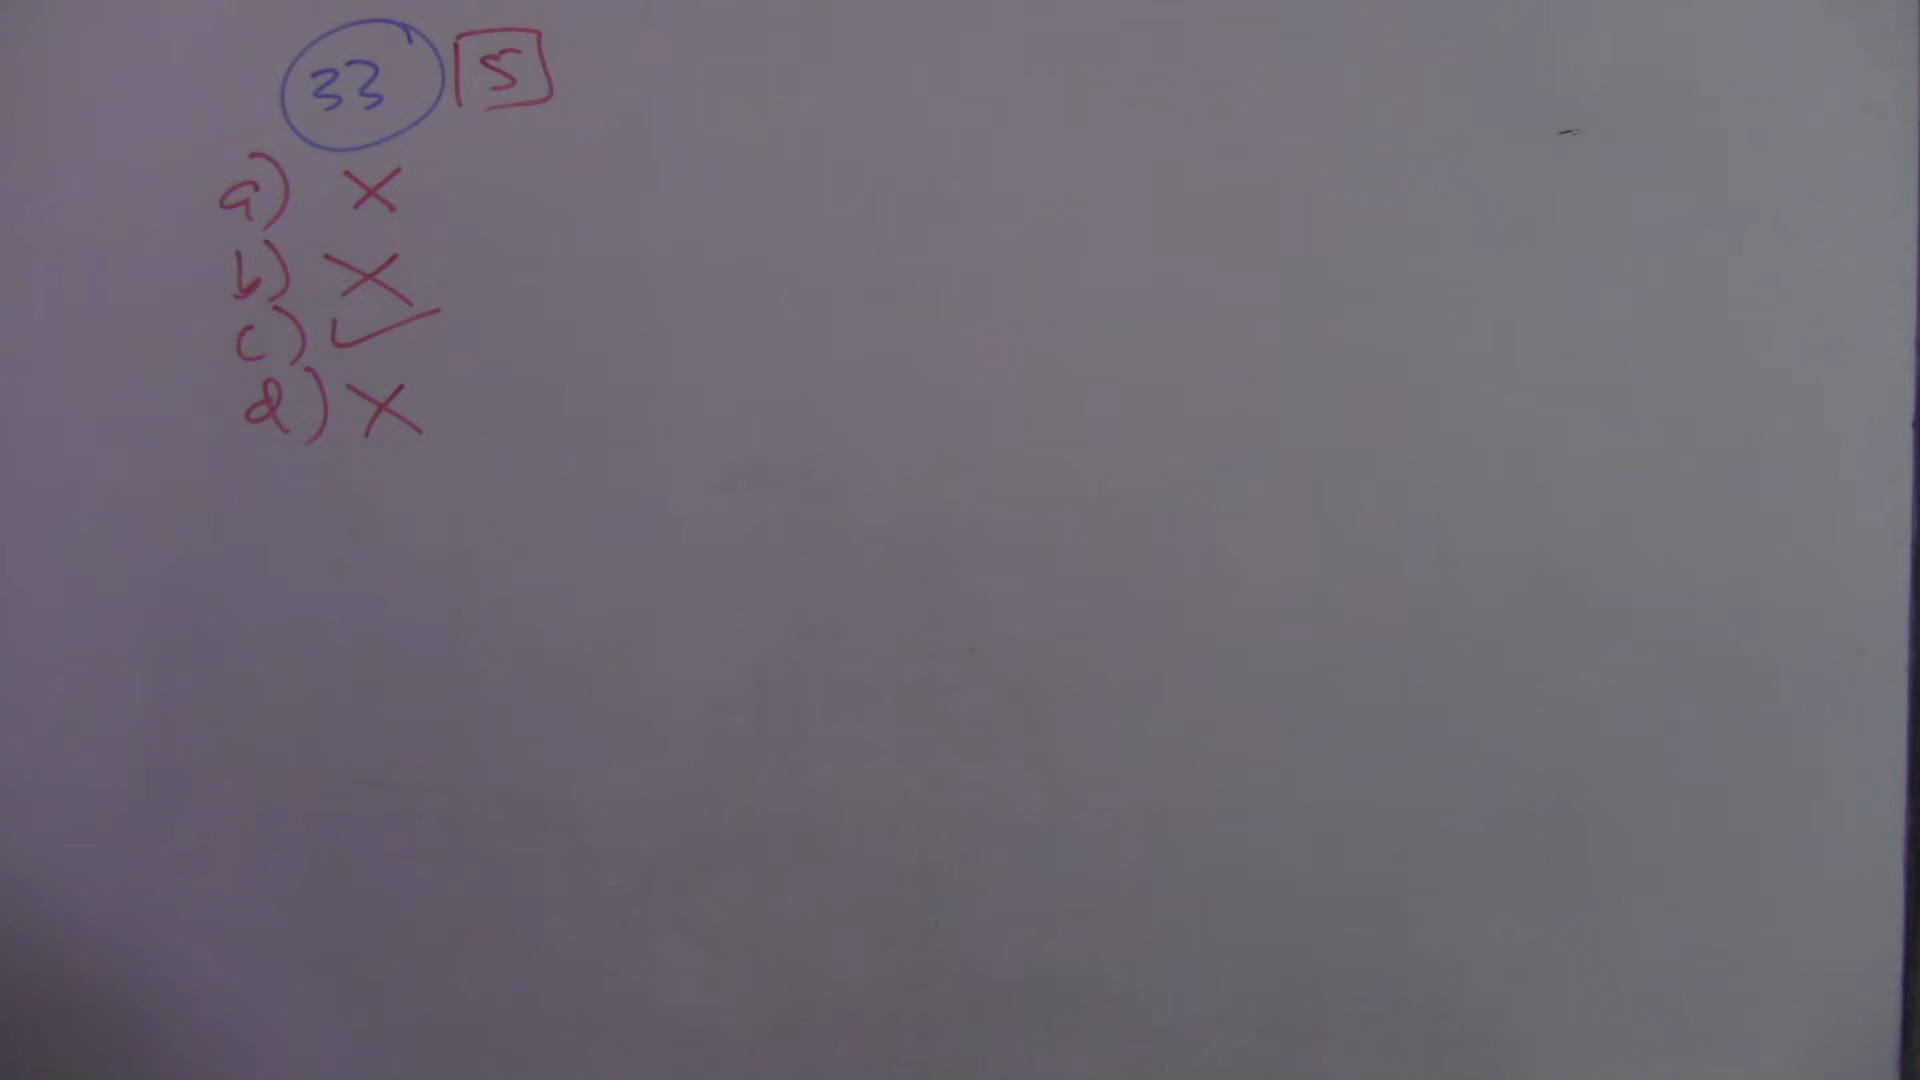 33 5
a) ×
b) ×
c) ✓
d) ×